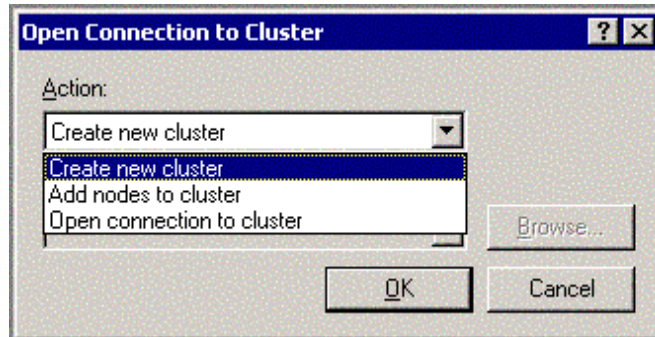 Open Connection to Cluster
Action:
Create new cluster
Create new cluster
Add nodes to cluster
Open connection to cluster
Browse...
OK
Cancel